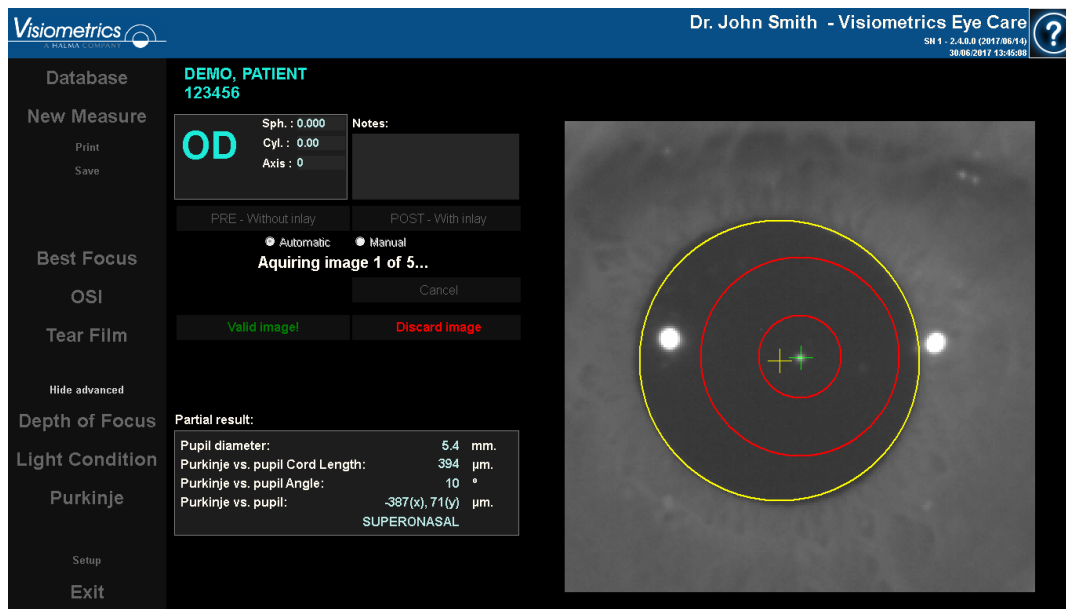 Visiometrics
A HALMA COMPANY
Dr. John Smith - Visiometrics Eye Care
SN 1 - 2.4.0.0 (2017/06/14)
30/06/2017 13:45:08
?
Database
New Measure
Print
Save
Best Focus
OSI
Tear Film
Hide advanced
Depth of Focus
Light Condition
Purkinje
Setup
Exit
DEMO, PATIENT
123456
OD
Sph. : 0.000
Cyl. : 0.00
Axis : 0
Notes:
PRE - Without inlay
POST - With inlay
Automatic
Manual
Aquiring image 1 of 5...
Cancel
Valid image!
Discard image
Partial result:
Pupil diameter: 5.4 mm.
Purkinje vs. pupil Cord Length: 394 µm.
Purkinje vs. pupil Angle: 10 º
Purkinje vs. pupil: -387(x), 71(y) µm.
SUPERONASAL